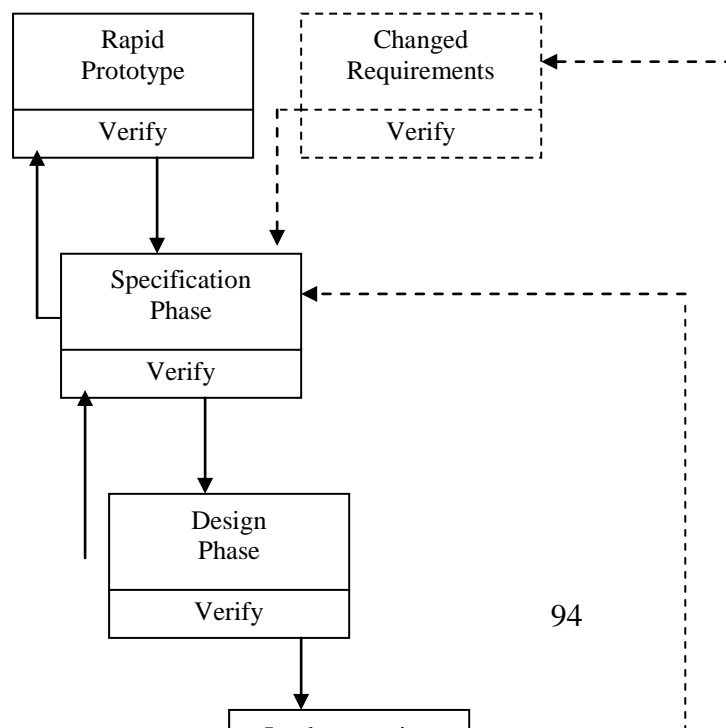 Rapid
Prototype
Verify
Changed
Requirements
Verify
Specification
Phase
Verify
Design
Phase
Verify
94